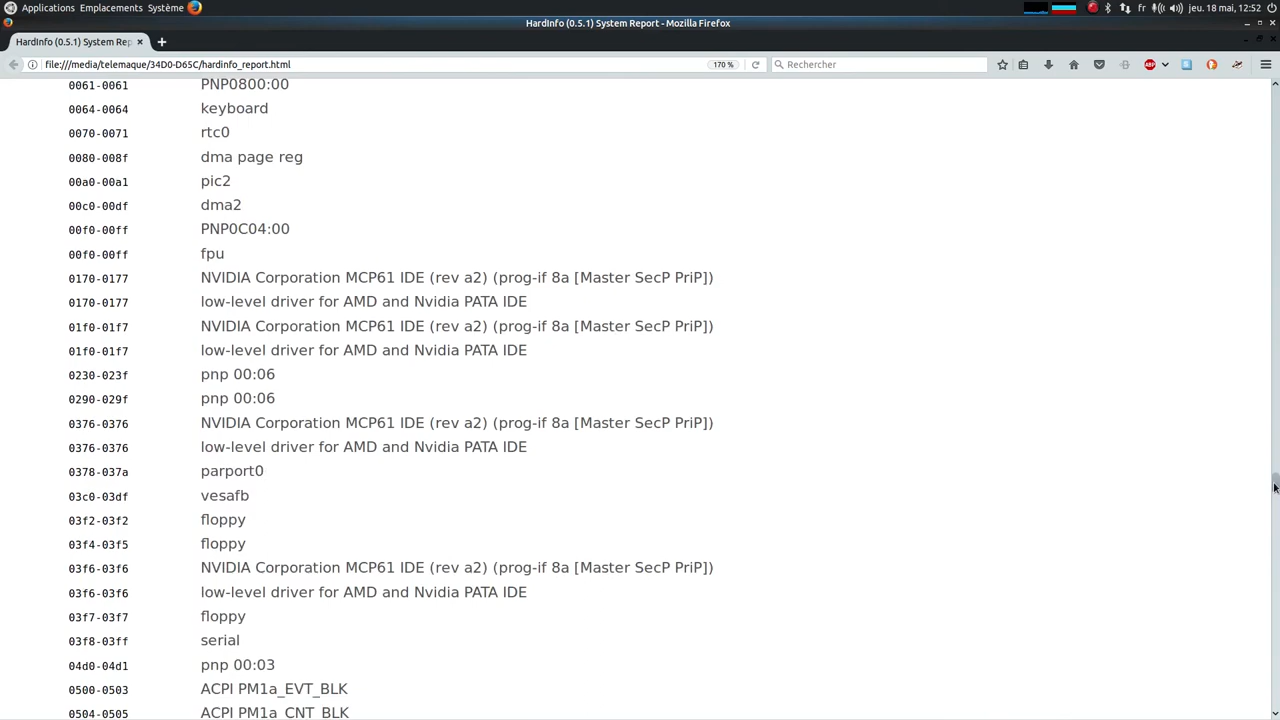 Applications Emplacements Système fr jeu. 18 mai, 12:52
HardInfo (0.5.1) System Report - Mozilla Firefox
HardInfo (0.5.1) System Rep
file:///media/telemaque/34D0-D65C/hardinfo_report.html 170 % Rechercher ABP
0061-0061 PNP0800:00
0064-0064 keyboard
0070-0071 rtc0
0080-008f dma page reg
00a0-00a1 pic2
00c0-00df dma2
00f0-00ff PNP0C04:00
00f0-00ff fpu
0170-0177 NVIDIA Corporation MCP61 IDE (rev a2) (prog-if 8a [Master SecP PriP])
0170-0177 low-level driver for AMD and Nvidia PATA IDE
01f0-01f7 NVIDIA Corporation MCP61 IDE (rev a2) (prog-if 8a [Master SecP PriP])
01f0-01f7 low-level driver for AMD and Nvidia PATA IDE
0230-023f pnp 00:06
0290-029f pnp 00:06
0376-0376 NVIDIA Corporation MCP61 IDE (rev a2) (prog-if 8a [Master SecP PriP])
0376-0376 low-level driver for AMD and Nvidia PATA IDE
0378-037a parport0
03c0-03df vesafb
03f2-03f2 floppy
03f4-03f5 floppy
03f6-03f6 NVIDIA Corporation MCP61 IDE (rev a2) (prog-if 8a [Master SecP PriP])
03f6-03f6 low-level driver for AMD and Nvidia PATA IDE
03f7-03f7 floppy
03f8-03ff serial
04d0-04d1 pnp 00:03
0500-0503 ACPI PM1a_EVT_BLK
0504-0505 ACPI PM1a_CNT_BLK